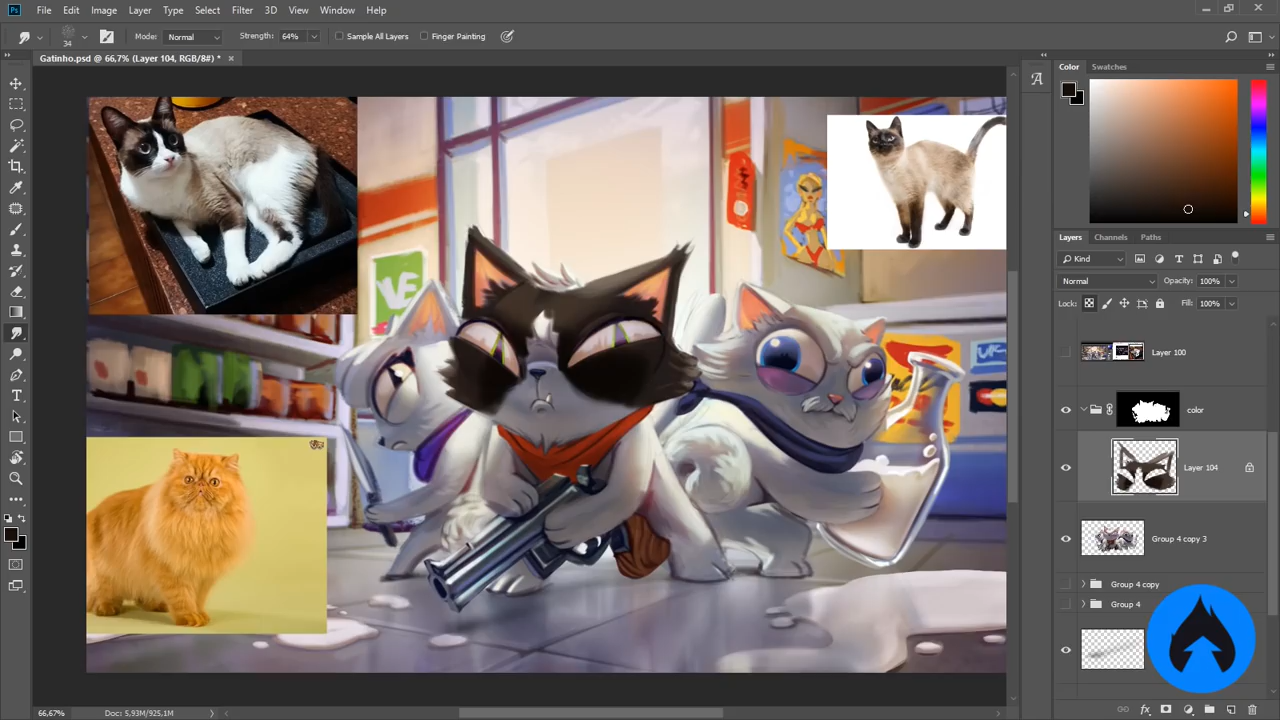 Ps File Edit Image Layer Type Select Filter 3D View Window Help
34 Mode: Normal Strength: 64% Sample All Layers Finger Painting
Gatinho.psd @ 66,7% (Layer 104, RGB/8#) * ×
A
Color Swatches
Layers Channels Paths
Kind
Normal Opacity: 100%
Lock: Fill: 100%
Layer 100
color
Layer 104
Group 4 copy 3
Group 4 copy
Group 4
VE
66,67% Doc: 5,93M/925,1M